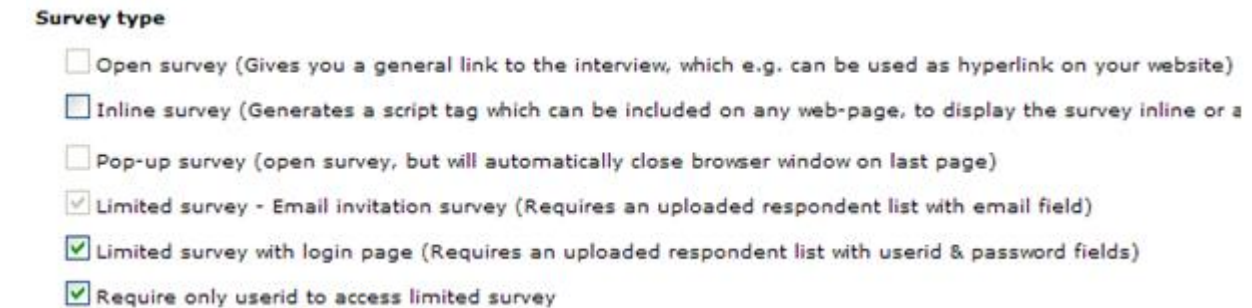 Survey type
Open survey (Gives you a general link to the interview, which e.g. can be used as hyperlink on your website)
Inline survey (Generates a script tag which can be included on any web-page, to display the survey inline or a
Pop-up survey (open survey, but will automatically close browser window on last page)
Limited survey - Email invitation survey (Requires an uploaded respondent list with email field)
Limited survey with login page (Requires an uploaded respondent list with userid & password fields)
Require only userid to access limited survey